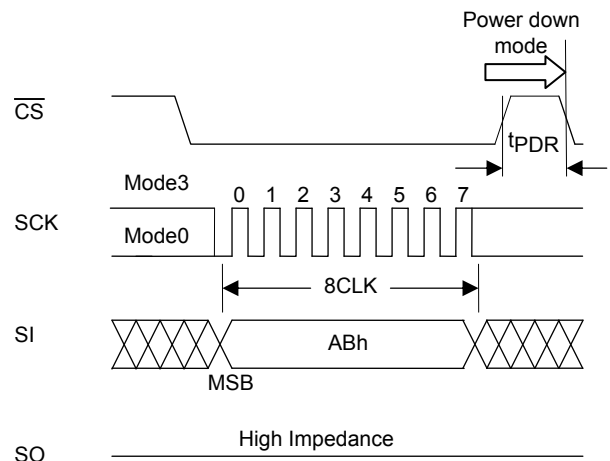 Power down
mode
CS
tPDR
Mode3
0 1 2 3 4 5 6 7
SCK
Mode0
8CLK
SI
ABh
MSB
High Impedance
SO